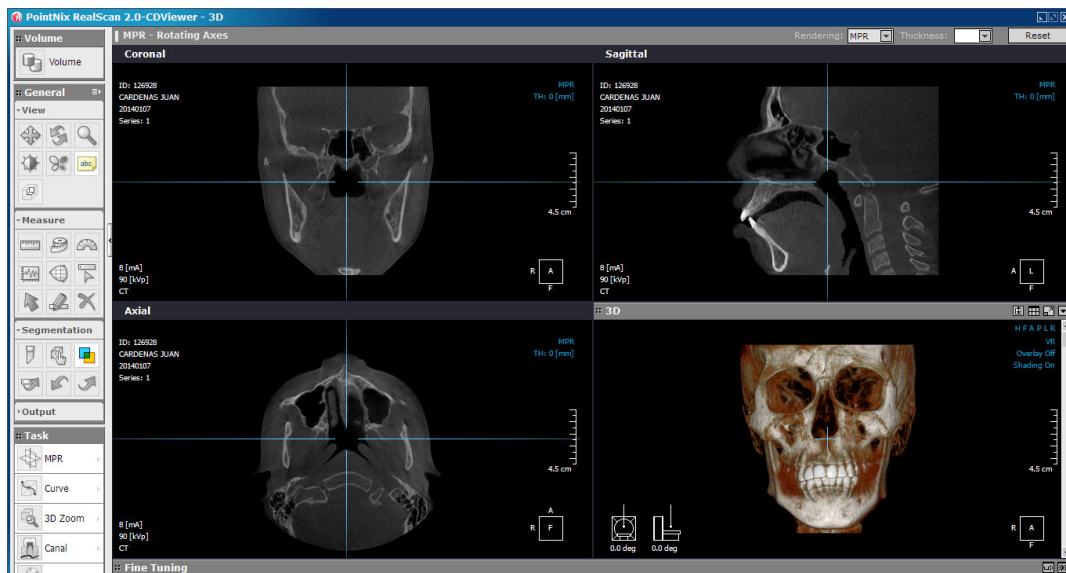 PointNix RealScan 2.0-CDViewer - 3D
Volume
Volume
General
View
abc
Measure
Segmentation
Output
Task
MPR
Curve
3D Zoom
Canal
MPR - Rotating Axes
Rendering: MPR Thickness: Reset
Coronal
ID: 126928
CARDENAS JUAN
20140107
Series: 1
MPR
TH: 0 [mm]
4.5 cm
8 [mA]
90 [kVp]
CT
R A
F
Sagittal
ID: 126928
CARDENAS JUAN
20140107
Series: 1
MPR
TH: 0 [mm]
4.5 cm
8 [mA]
90 [kVp]
CT
A L
F
Axial
ID: 126928
CARDENAS JUAN
20140107
Series: 1
MPR
TH: 0 [mm]
4.5 cm
8 [mA]
90 [kVp]
CT
A
R F
3D
H F A P L R
VR
Overlay Off
Shading On
4.5 cm
0.0 deg 0.0 deg
R A
F
Fine Tuning